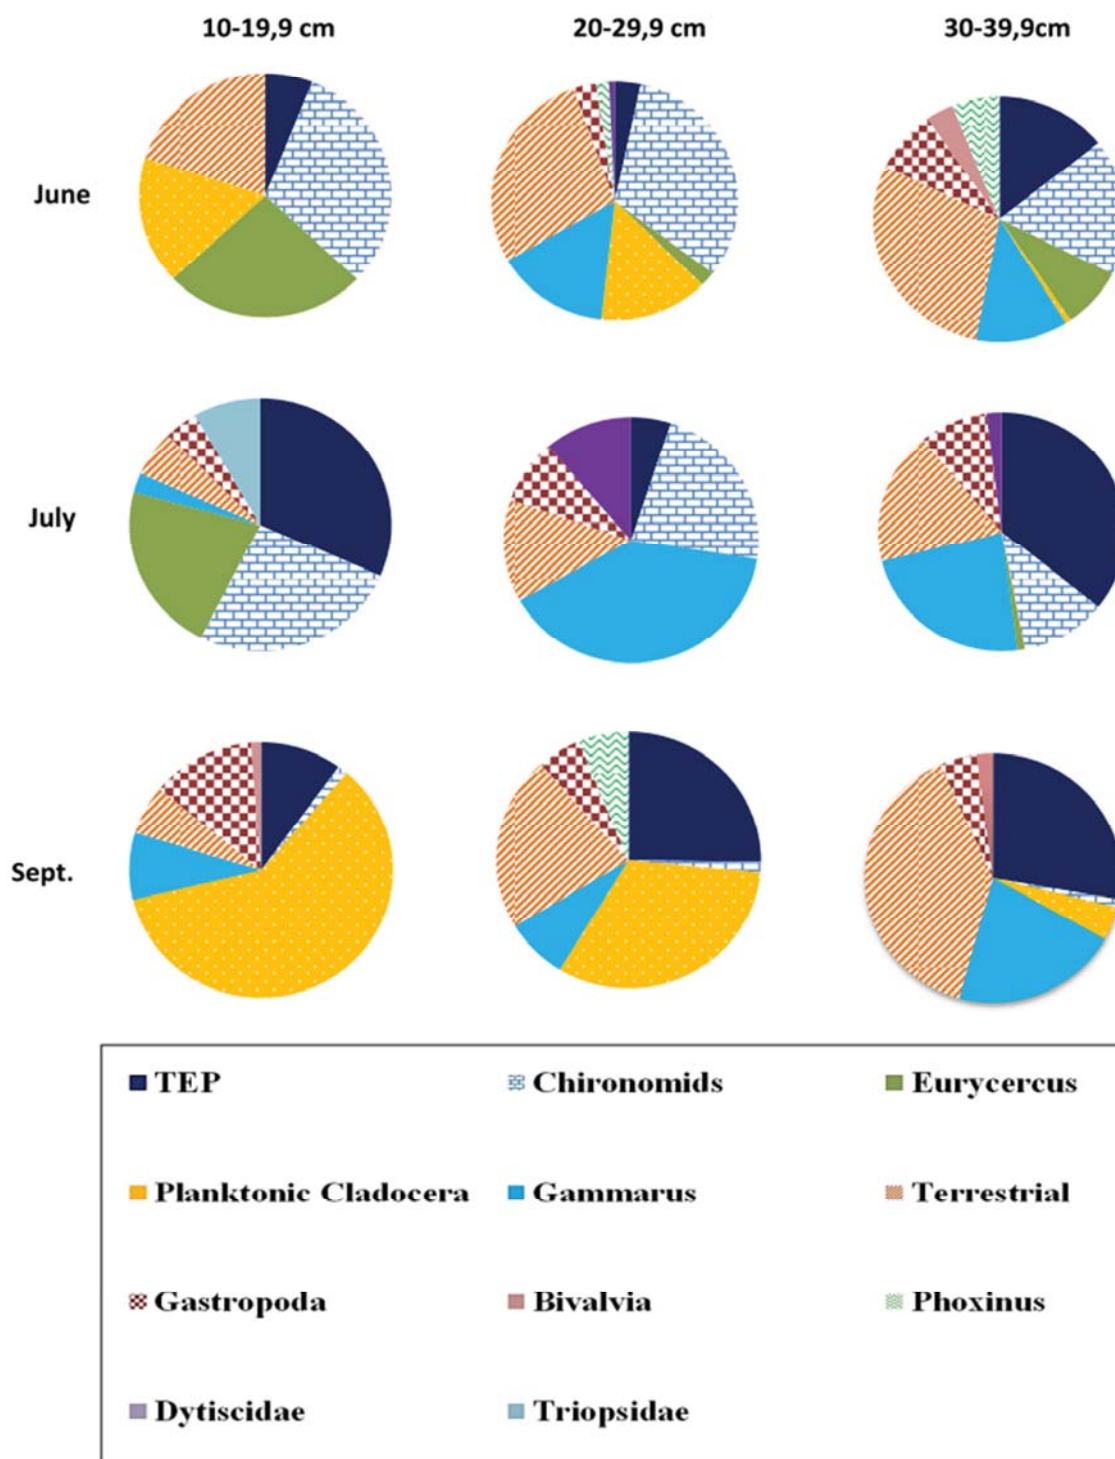 10-19,9 cm 20-29,9 cm 30-39,9cm
June
July
Sept.
TEP Chironomids Eurycercus
Planktonic Cladocera Gammarus Terrestrial
Gastropoda Bivalvia Phoxinus
Dytiscidae Triopsidae